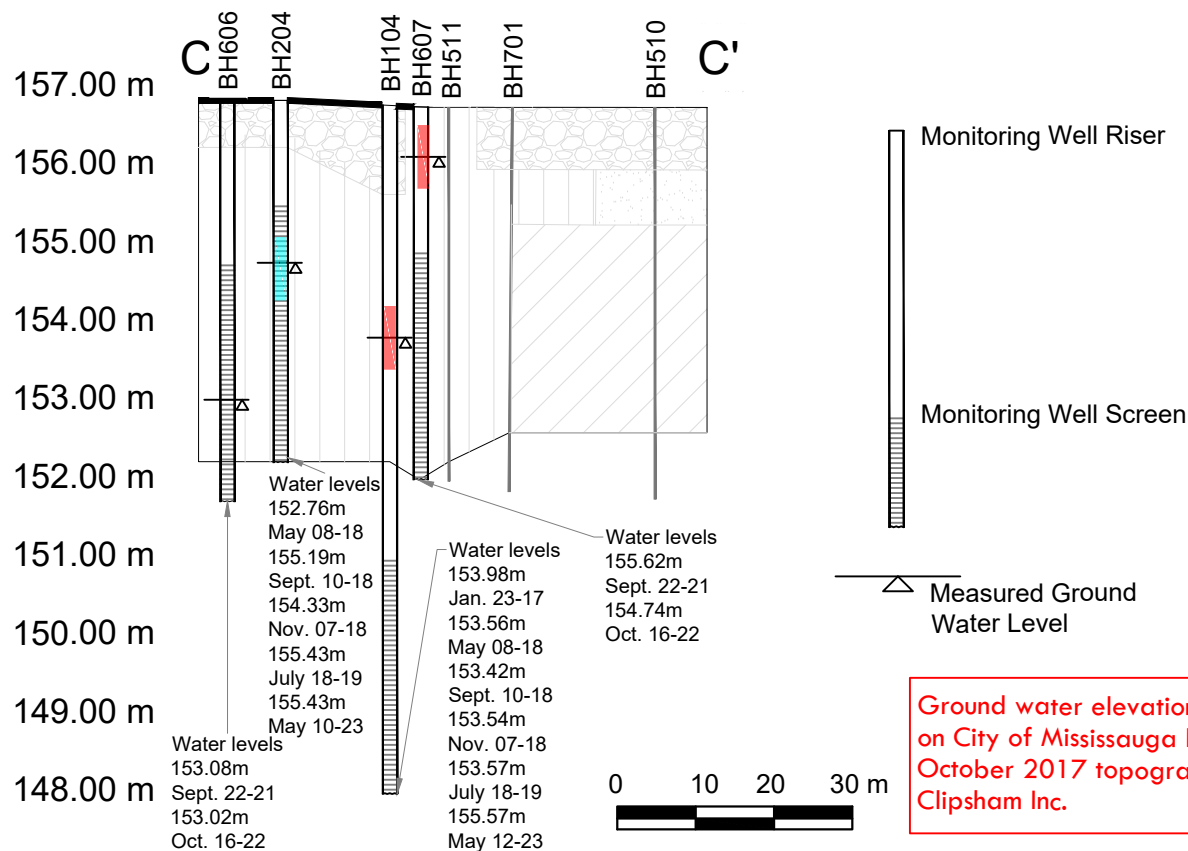 C
BH606
BH204
BH104
BH607
BH511
BH701
BH510
C'
157.00 m
156.00 m
155.00 m
154.00 m
153.00 m
152.00 m
151.00 m
150.00 m
149.00 m
148.00 m
Water levels
153.08m
Sept. 22-21
153.02m
Oct. 16-22
Water levels
152.76m
May 08-18
155.19m
Sept. 10-18
154.33m
Nov. 07-18
155.43m
July 18-19
155.43m
May 10-23
Water levels
153.98m
Jan. 23-17
153.56m
May 08-18
153.42m
Sept. 10-18
153.54m
Nov. 07-18
153.57m
July 18-19
155.57m
May 12-23
Water levels
155.62m
Sept. 22-21
154.74m
Oct. 16-22
0 10 20 30 m
Monitoring Well Riser
Monitoring Well Screen
Measured Ground
Water Level
Ground water elevation
on City of Mississauga
October 2017 topogra
Clipsham Inc.